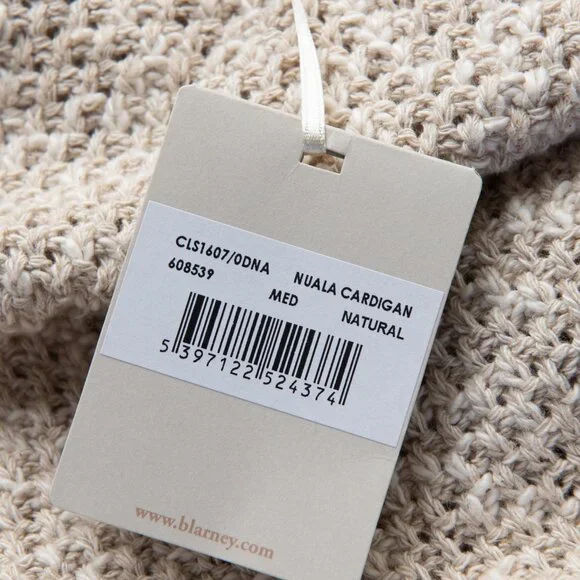 CLS1607/0DNA NUALA CARDIGAN
608539 MED NATURAL
5 397122 524374
www.blarney.com